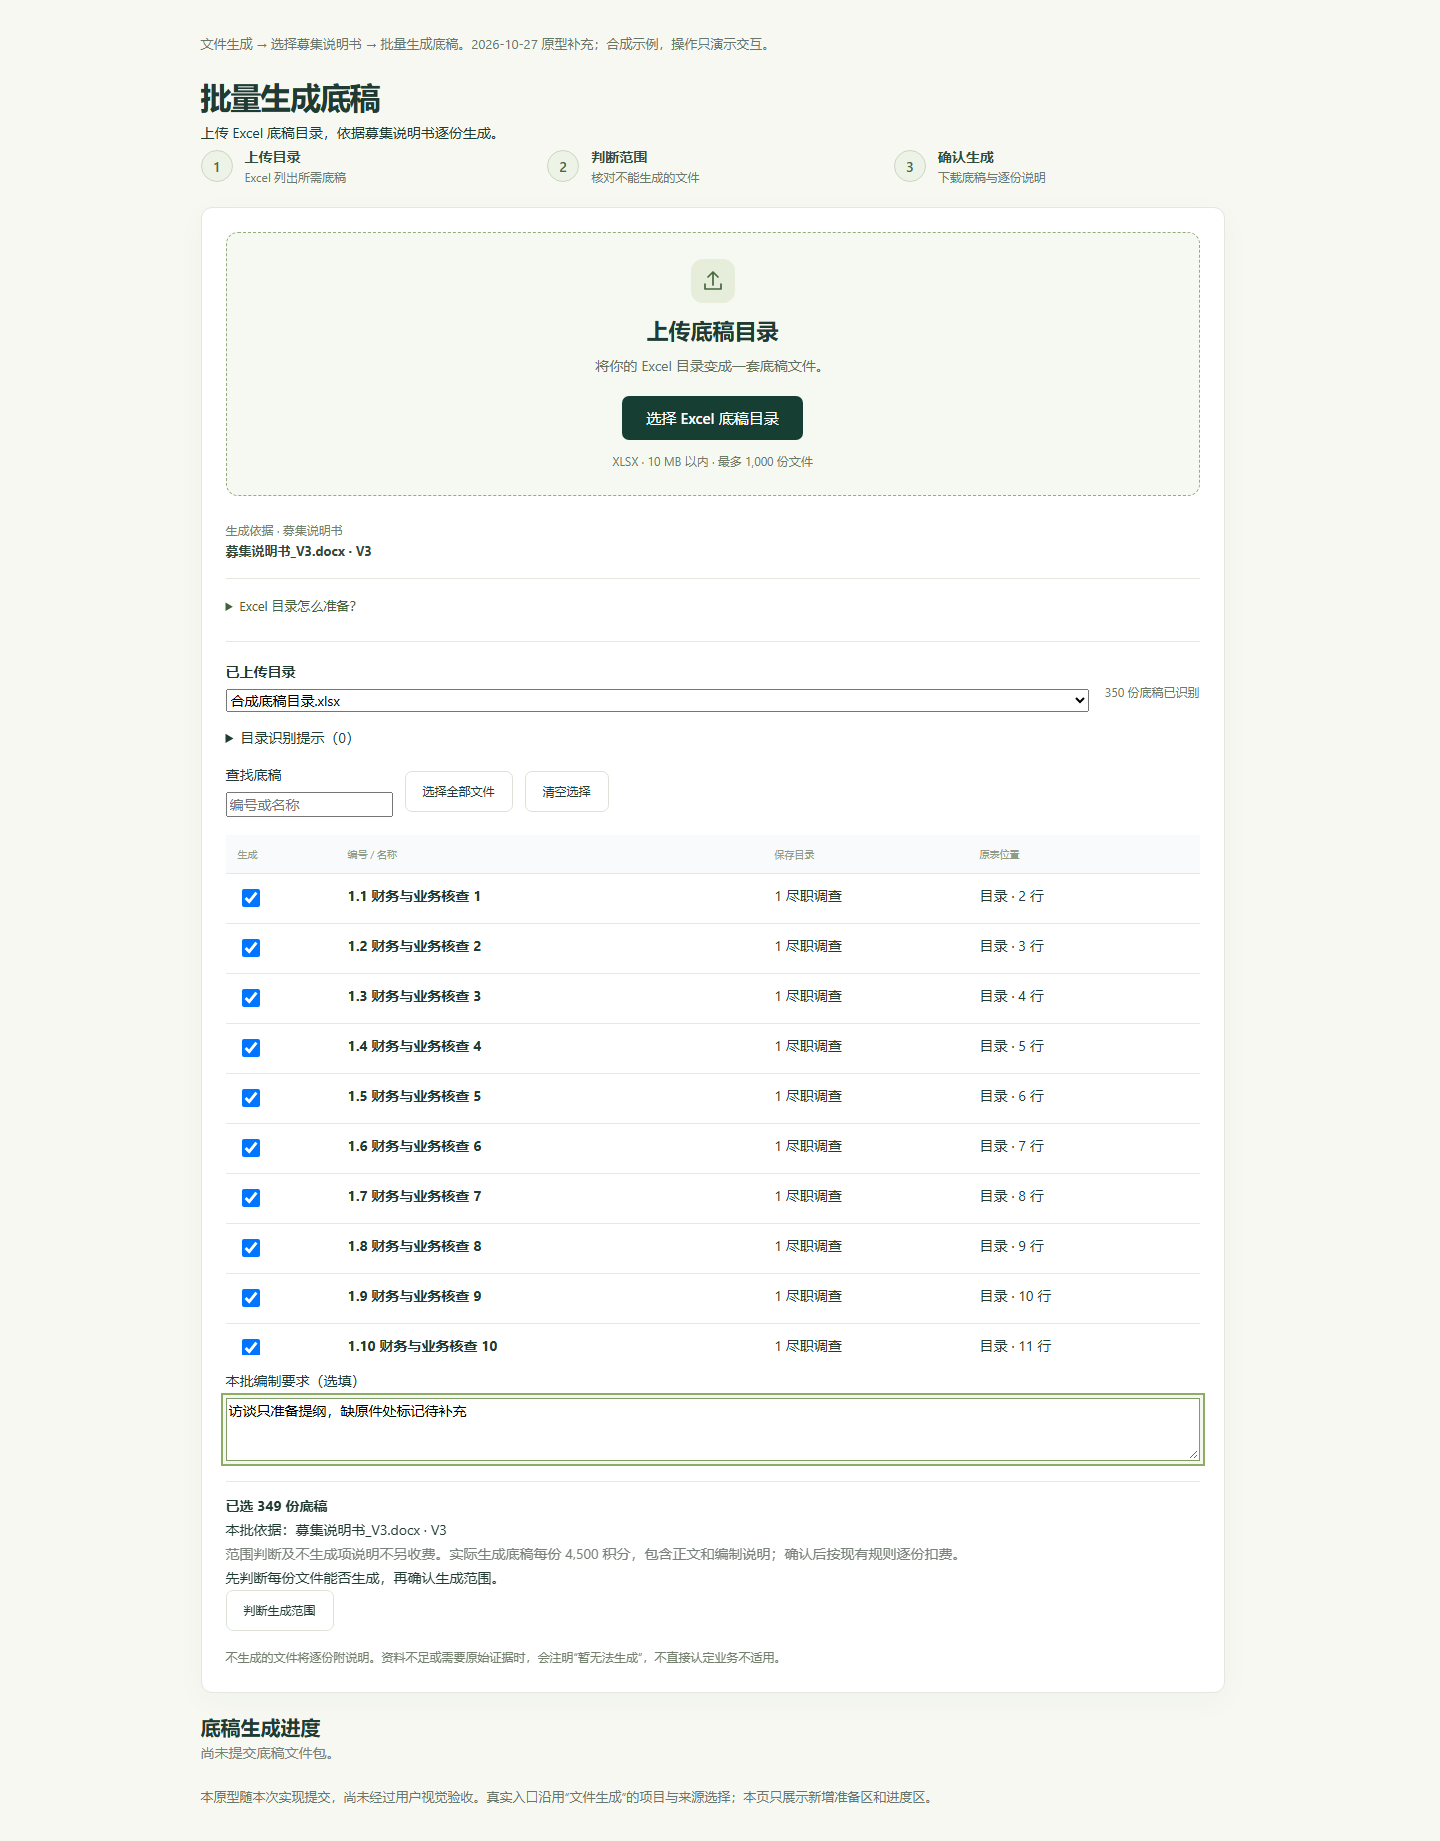 文件生成 → 选择募集说明书 → 批量生成底稿。2026-10-27 原型补充；合成示例，操作只演示交互。
批量生成底稿
上传 Excel 底稿目录，依据募集说明书逐份生成。
1
上传目录
Excel 列出所需底稿
2
判断范围
核对不能生成的文件
3
确认生成
下载底稿与逐份说明
上传底稿目录
将你的 Excel 目录变成一套底稿文件。
选择 Excel 底稿目录
XLSX · 10 MB 以内 · 最多 1,000 份文件
生成依据 · 募集说明书
募集说明书_V3.docx · V3
Excel 目录怎么准备？
已上传目录
合成底稿目录.xlsx
350 份底稿已识别
目录识别提示（0）
查找底稿
编号或名称
选择全部文件
清空选择
生成 编号 / 名称 保存目录 原表位置
1.1 财务与业务核查 1 1 尽职调查 目录 · 2 行
1.2 财务与业务核查 2 1 尽职调查 目录 · 3 行
1.3 财务与业务核查 3 1 尽职调查 目录 · 4 行
1.4 财务与业务核查 4 1 尽职调查 目录 · 5 行
1.5 财务与业务核查 5 1 尽职调查 目录 · 6 行
1.6 财务与业务核查 6 1 尽职调查 目录 · 7 行
1.7 财务与业务核查 7 1 尽职调查 目录 · 8 行
1.8 财务与业务核查 8 1 尽职调查 目录 · 9 行
1.9 财务与业务核查 9 1 尽职调查 目录 · 10 行
1.10 财务与业务核查 10 1 尽职调查 目录 · 11 行
本批编制要求（选填）
访谈只准备提纲，缺原件处标记待补充
已选 349 份底稿
本批依据：募集说明书_V3.docx · V3
范围判断及不生成项说明不另收费。实际生成底稿每份 4,500 积分，包含正文和编制说明；确认后按现有规则逐份扣费。
先判断每份文件能否生成，再确认生成范围。
判断生成范围
不生成的文件将逐份附说明。资料不足或需要原始证据时，会注明“暂无法生成”，不直接认定业务不适用。
底稿生成进度
尚未提交底稿文件包。
本原型随本次实现提交，尚未经过用户视觉验收。真实入口沿用“文件生成”的项目与来源选择；本页只展示新增准备区和进度区。